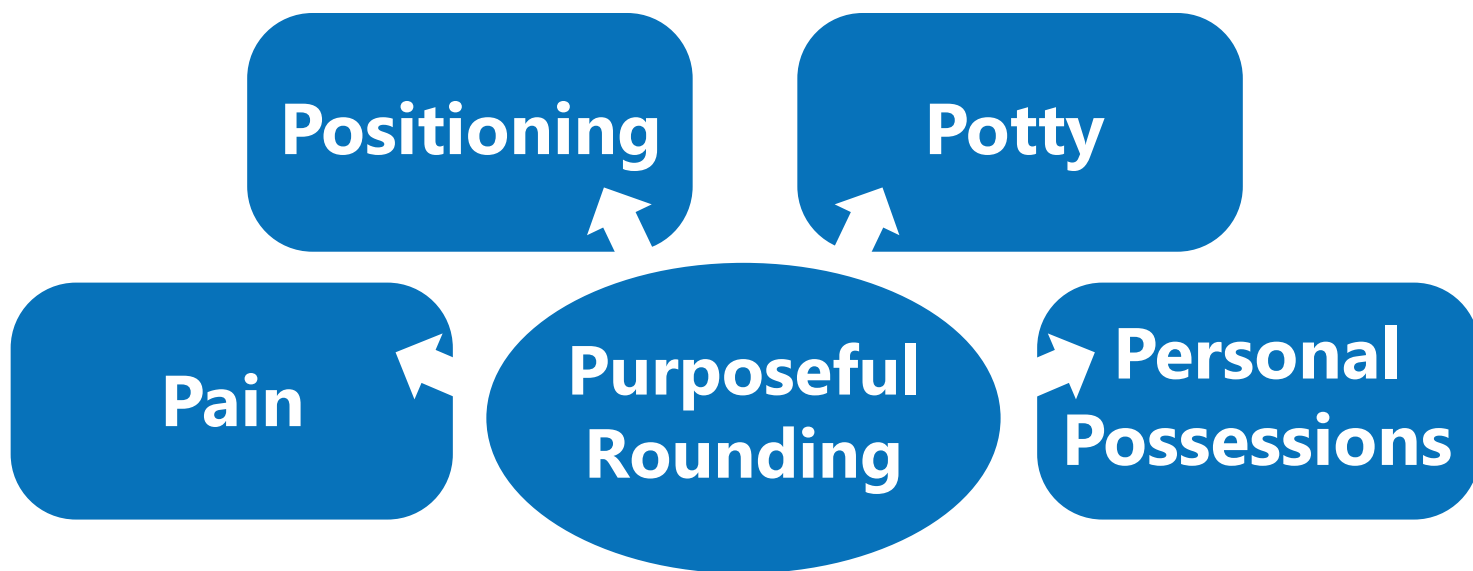 Positioning
Potty
Pain
Purposeful
Rounding
Personal
Possessions